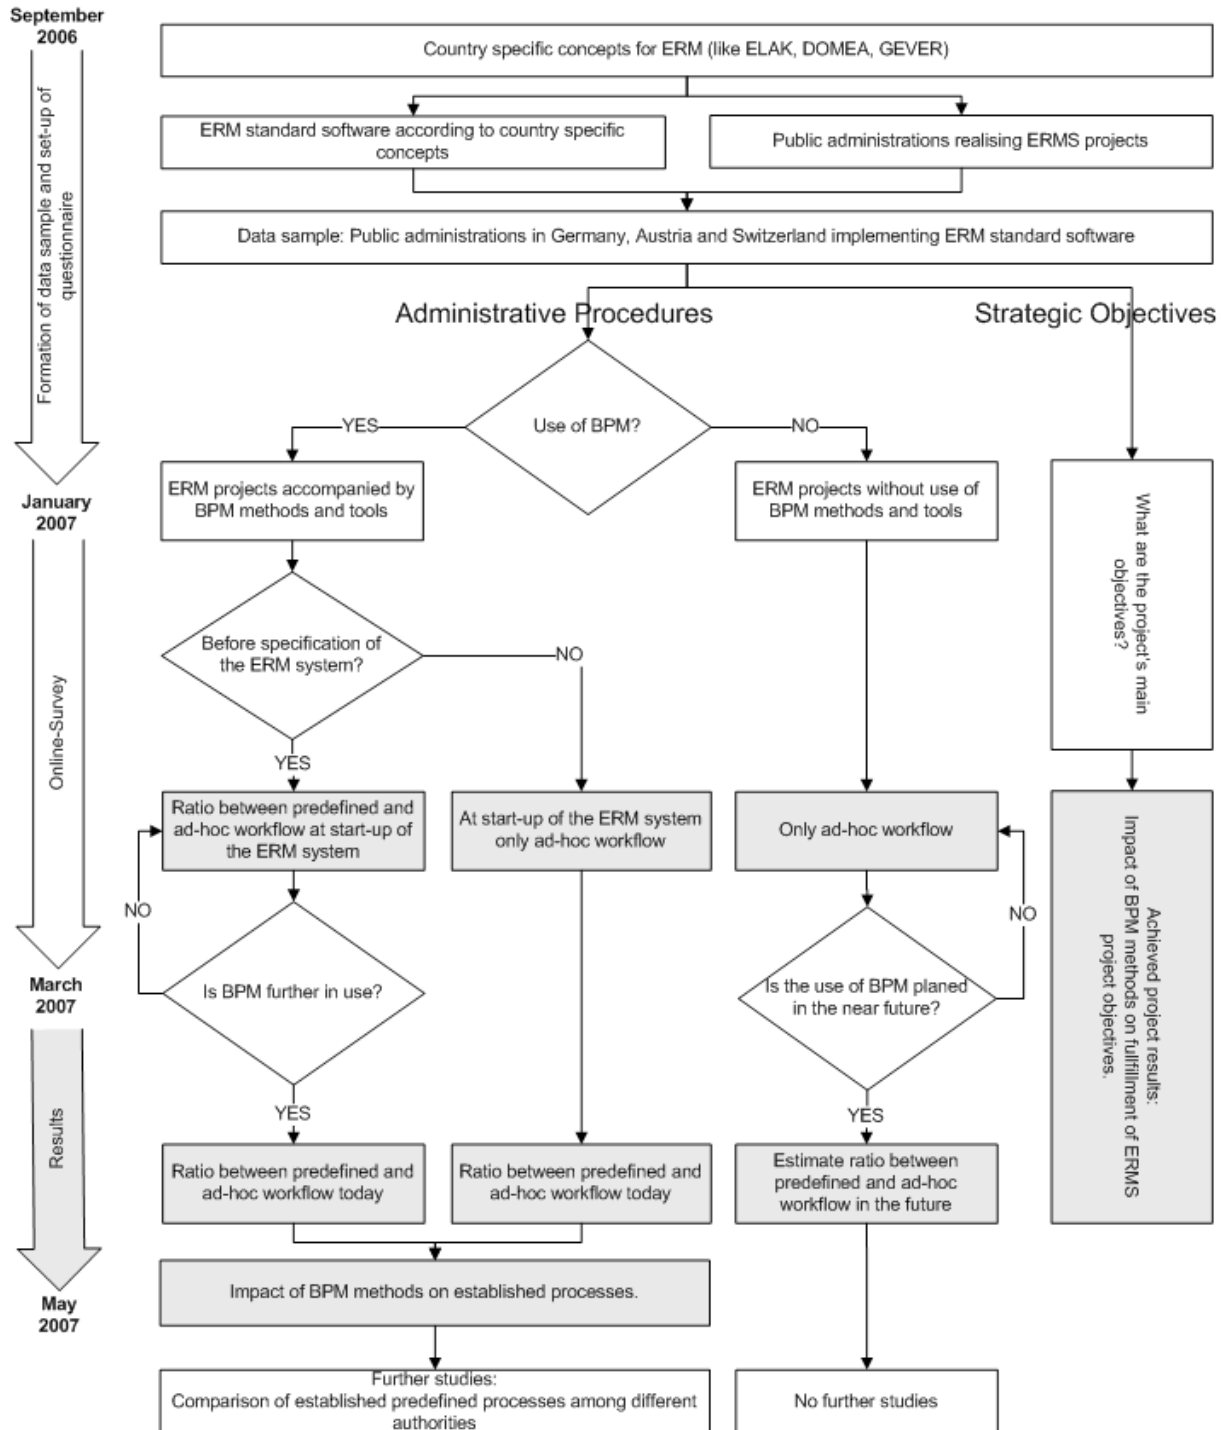 September
2006
Formation of data sample and set-up of
questionnaire
January
2007
Online-Survey
March
2007
Results
May
2007
Country specific concepts for ERM (like ELAK, DOMEA, GEVER)
ERM standard software according to country specific
concepts
Public administrations realising ERMS projects
Data sample: Public administrations in Germany, Austria and Switzerland implementing ERM standard software
Administrative Procedures
Strategic Objectives
Use of BPM?
YES
NO
ERM projects accompanied by
BPM methods and tools
ERM projects without use of
BPM methods and tools
What are the project's main
objectives?
Before specification of
the ERM system?
NO
YES
Ratio between predefined and
ad-hoc workflow at start-up of
the ERM system
At start-up of the ERM system
only ad-hoc workflow
Only ad-hoc workflow
Achieved project results:
Impact of BPM methods on fullfillment of ERMS
project objectives.
NO
NO
Is BPM further in use?
Is the use of BPM planed
in the near future?
YES
YES
Ratio between predefined and
ad-hoc workflow today
Ratio between predefined and
ad-hoc workflow today
Estimate ratio between
predefined and ad-hoc
workflow in the future
Impact of BPM methods on established processes.
Further studies:
Comparison of established predefined processes among different
authorities
No further studies